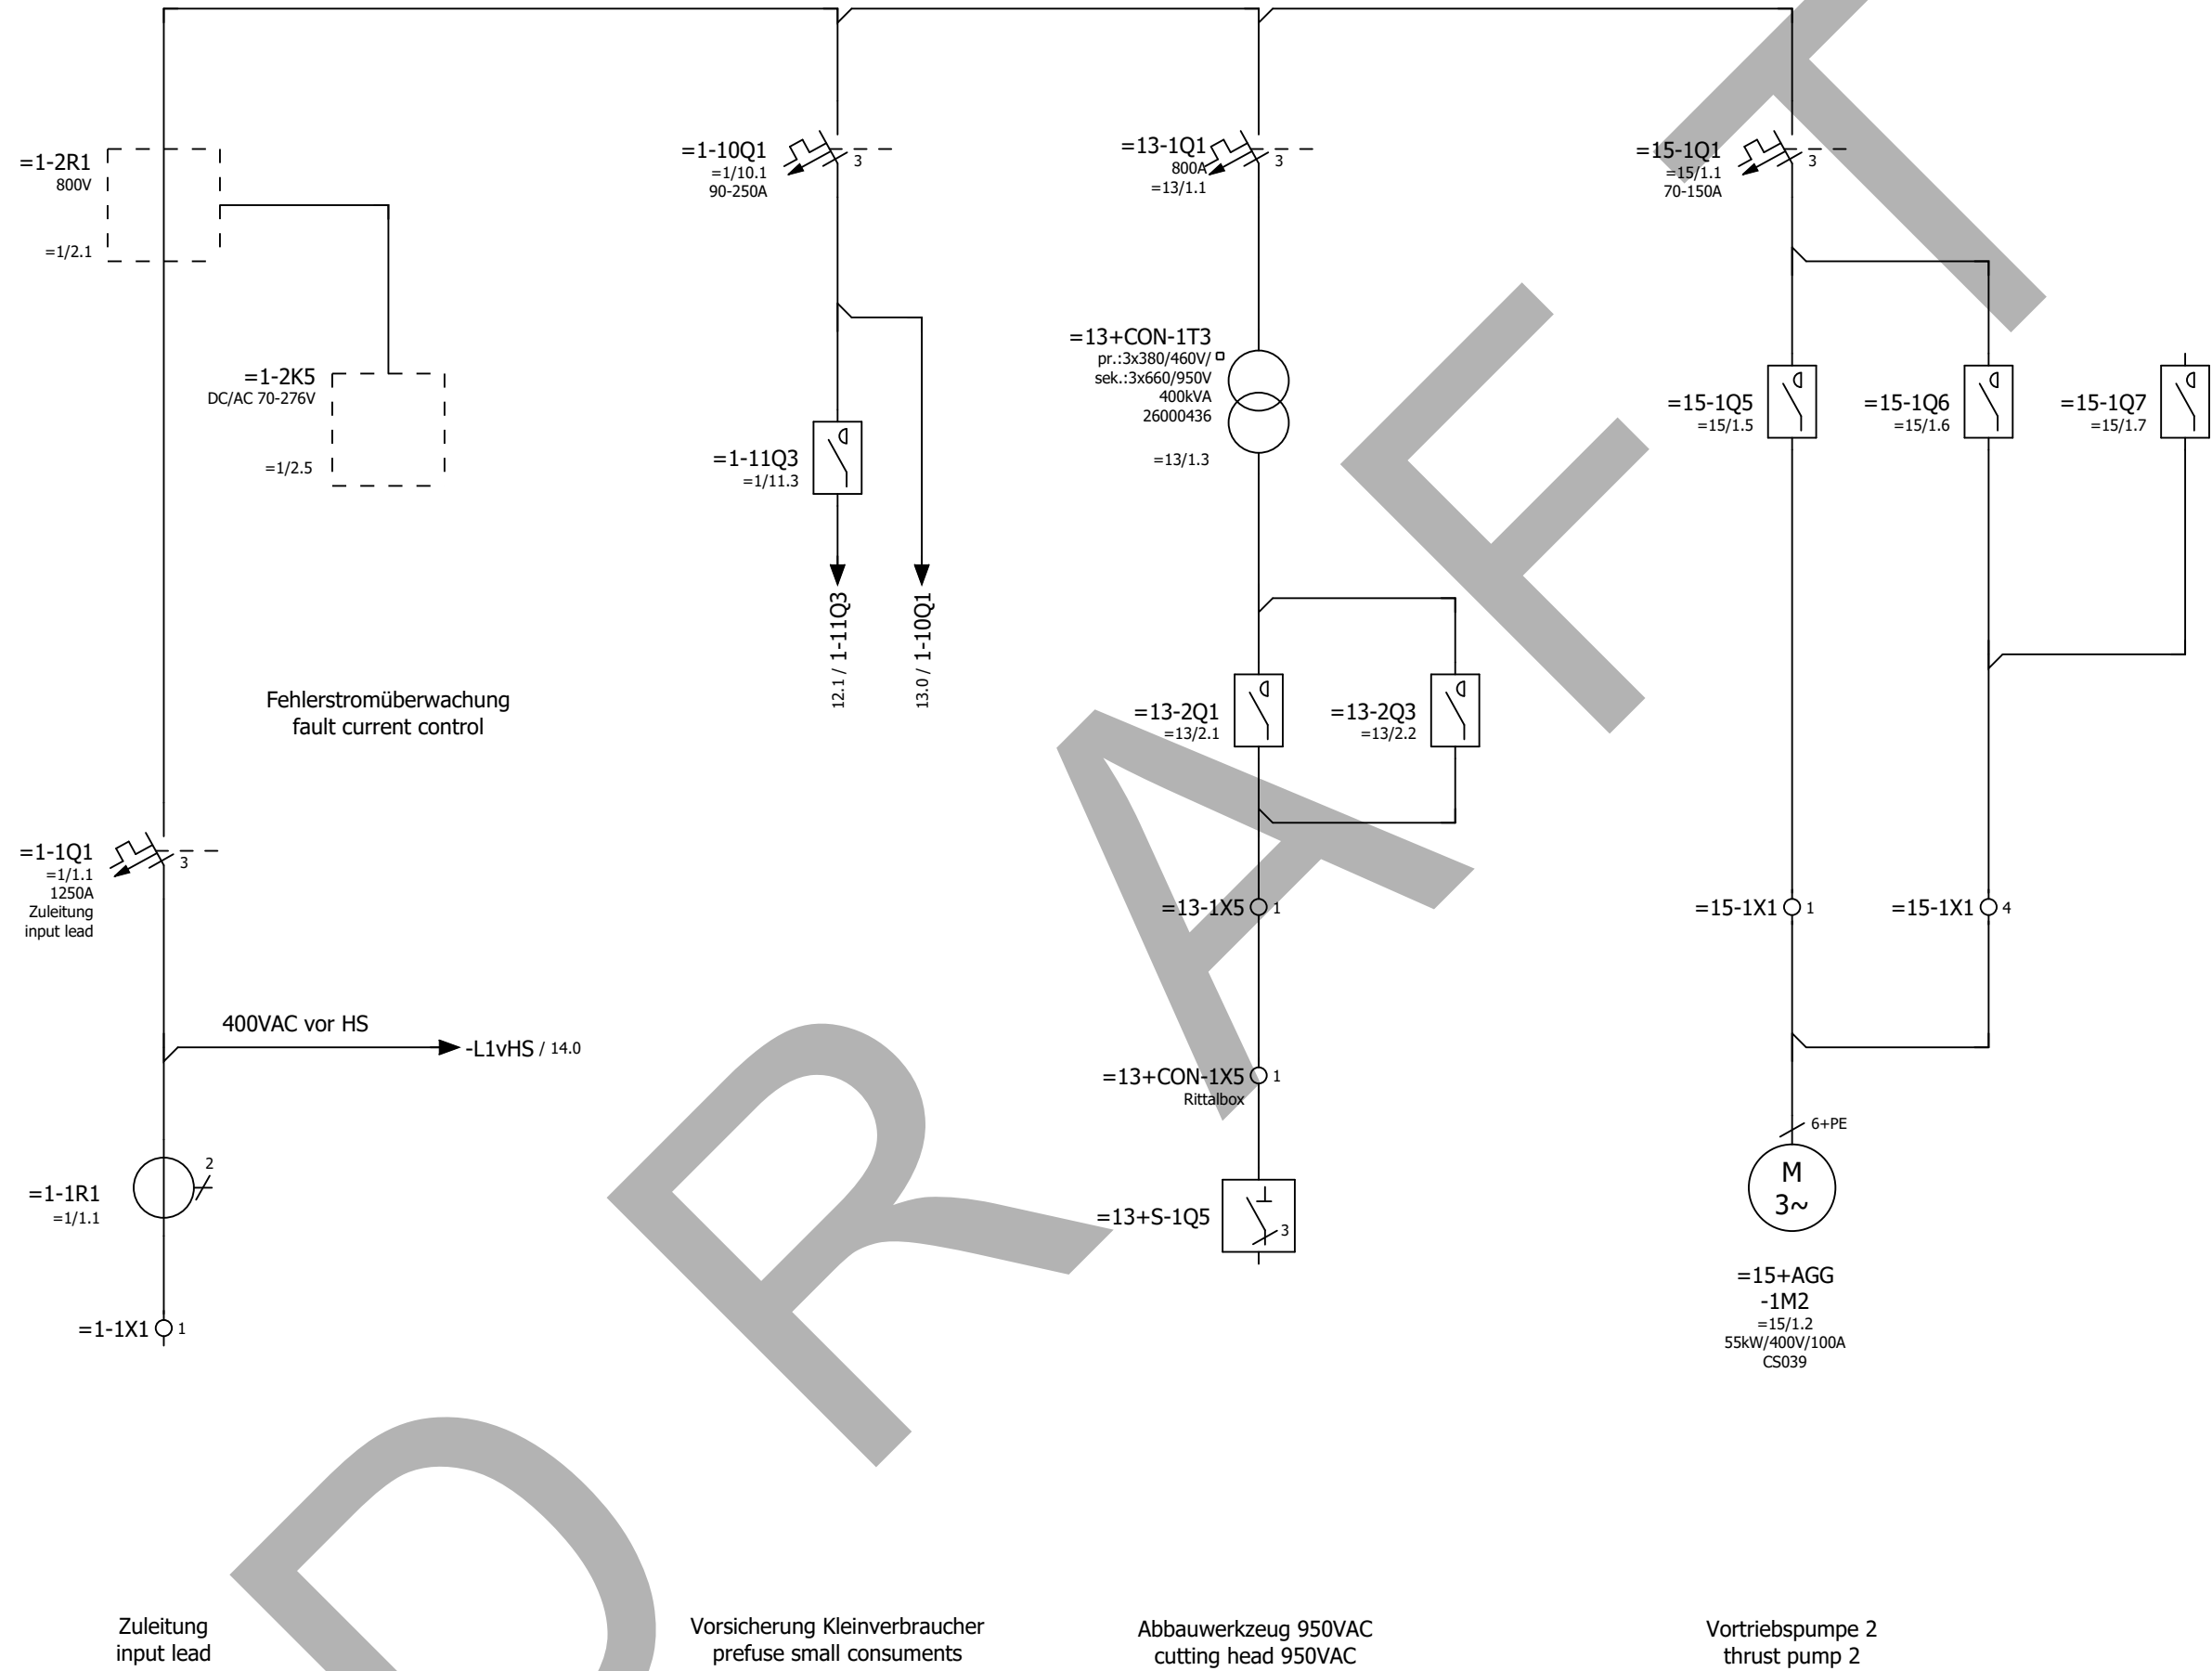 =1-2R1
800V
=1/2.1
=1-2K5
DC/AC 70-276V
=1/2.5
Fehlerstromüberwachung
fault current control
=1-1Q1
=1/1.1
1250A
Zuleitung
input lead
3
400VAC vor HS
-L1vHS / 14.0
=1-1R1
=1/1.1
2
=1-1X1
1
Zuleitung
input lead
=1-10Q1
=1/10.1
90-250A
3
=1-11Q3
=1/11.3
12.1 / 1-11Q3
13.0 / 1-10Q1
Vorsicherung Kleinverbraucher
prefuse small consuments
=13-1Q1
800A
=13/1.1
3
=13+CON-1T3
pr.:3x380/460V/
sek.:3x660/950V
400kVA
26000436
=13/1.3
=13-2Q1
=13/2.1
=13-2Q3
=13/2.2
=13-1X5
1
=13+CON-1X5
1
Rittalbox
=13+S-1Q5
3
Abbauwerkzeug 950VAC
cutting head 950VAC
=15-1Q1
=15/1.1
70-150A
3
=15-1Q5
=15/1.5
=15-1Q6
=15/1.6
=15-1Q7
=15/1.7
=15-1X1
1
=15-1X1
4
6+PE
M
3~
=15+AGG
-1M2
=15/1.2
55kW/400V/100A
CS039
Vortriebspumpe 2
thrust pump 2
DRAFT